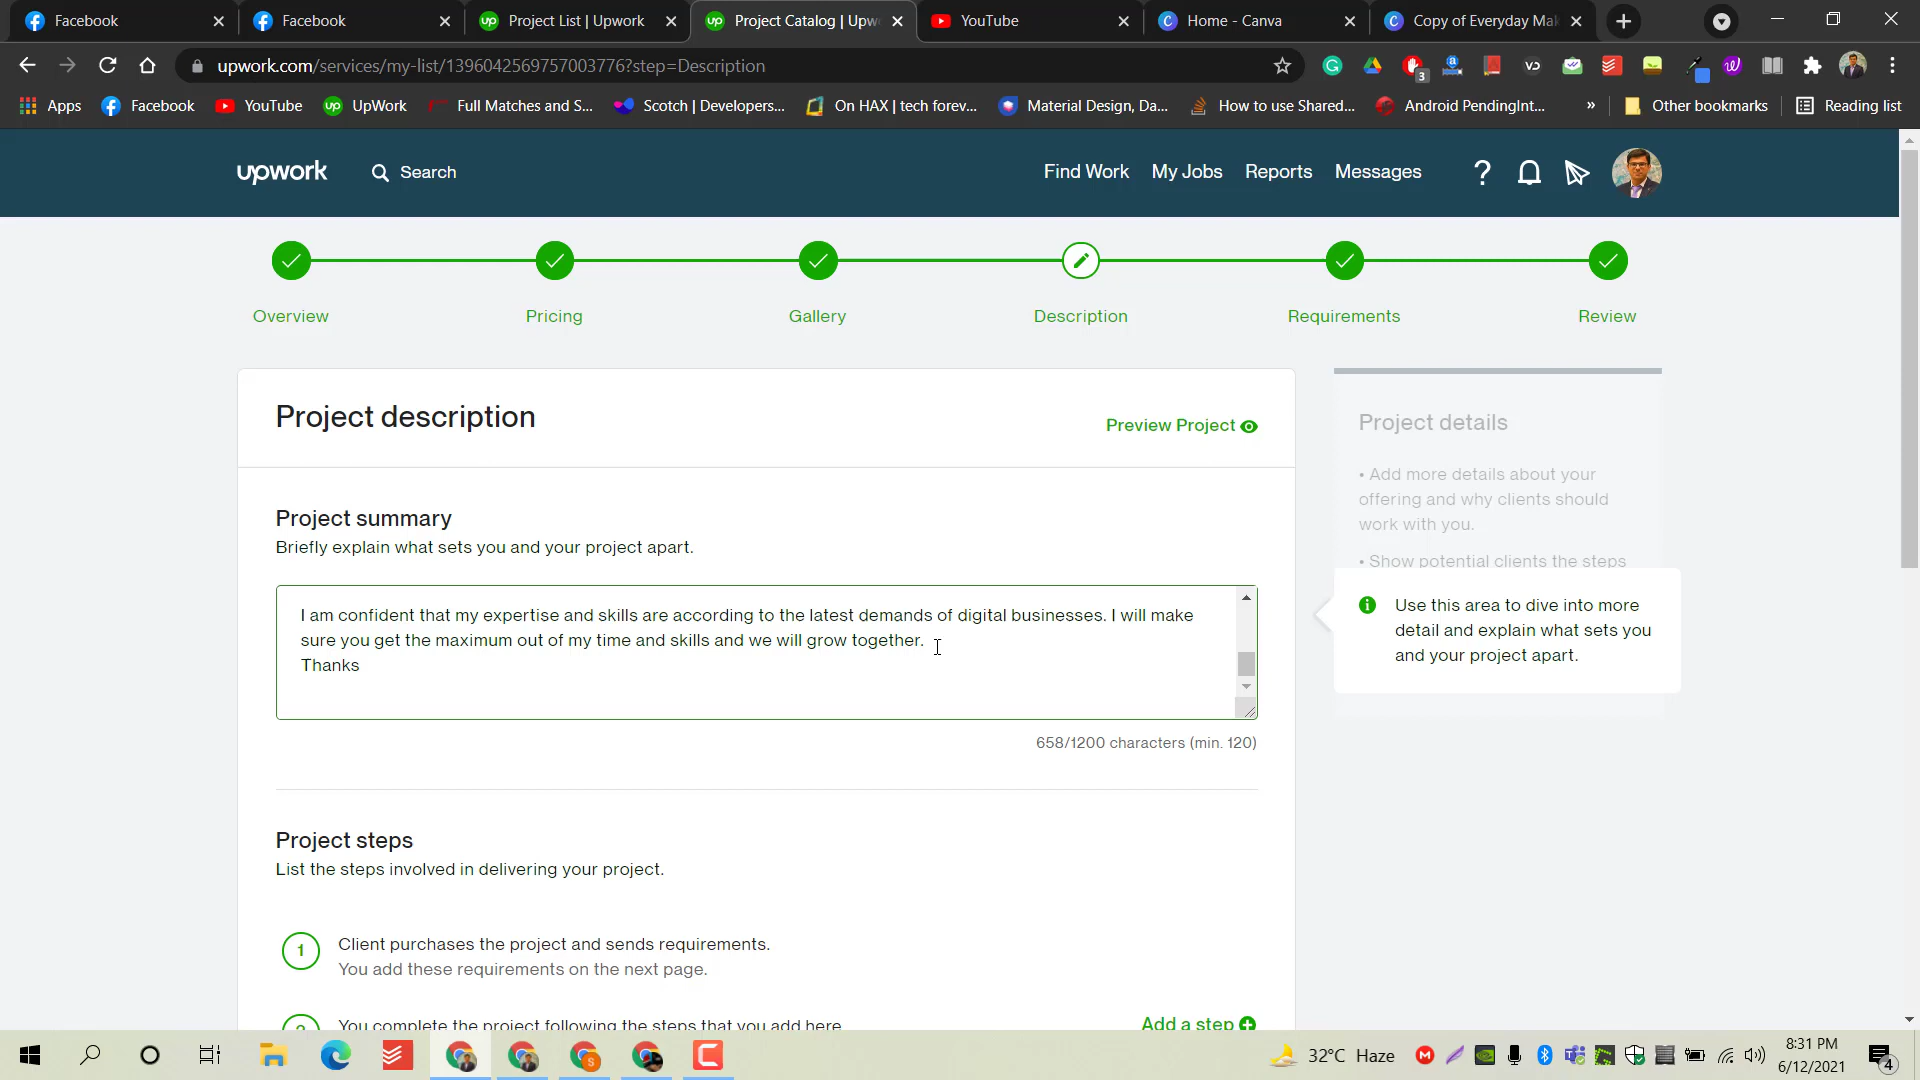 Facebook
Facebook
Project List | Upwork
Project Catalog | Upw
YouTube
Home - Canva
Copy of Everyday Mak
upwork.com/services/my-list/1396042569757003776?step=Description
3
Apps
Facebook
YouTube
UpWork
Full Matches and S...
Scotch | Developers...
On HAX | tech forev...
Material Design, Da...
How to use Shared...
Android PendingInt...
»
Other bookmarks
Reading list
upwork
Search
Find Work
My Jobs
Reports
Messages
Overview
Pricing
Gallery
Description
Requirements
Review
Project description
Preview Project
Project summary
Briefly explain what sets you and your project apart.
I am confident that my expertise and skills are according to the latest demands of digital businesses. I will make
sure you get the maximum out of my time and skills and we will grow together.
Thanks
658/1200 characters (min. 120)
Project details
• Add more details about your
offering and why clients should
work with you.
• Show potential clients the steps
Use this area to dive into more
detail and explain what sets you
and your project apart.
Project steps
List the steps involved in delivering your project.
1
Client purchases the project and sends requirements.
You add these requirements on the next page.
2
You complete the project following the steps that you add here
Add a step
32°C Haze
8:31 PM
6/12/2021
4